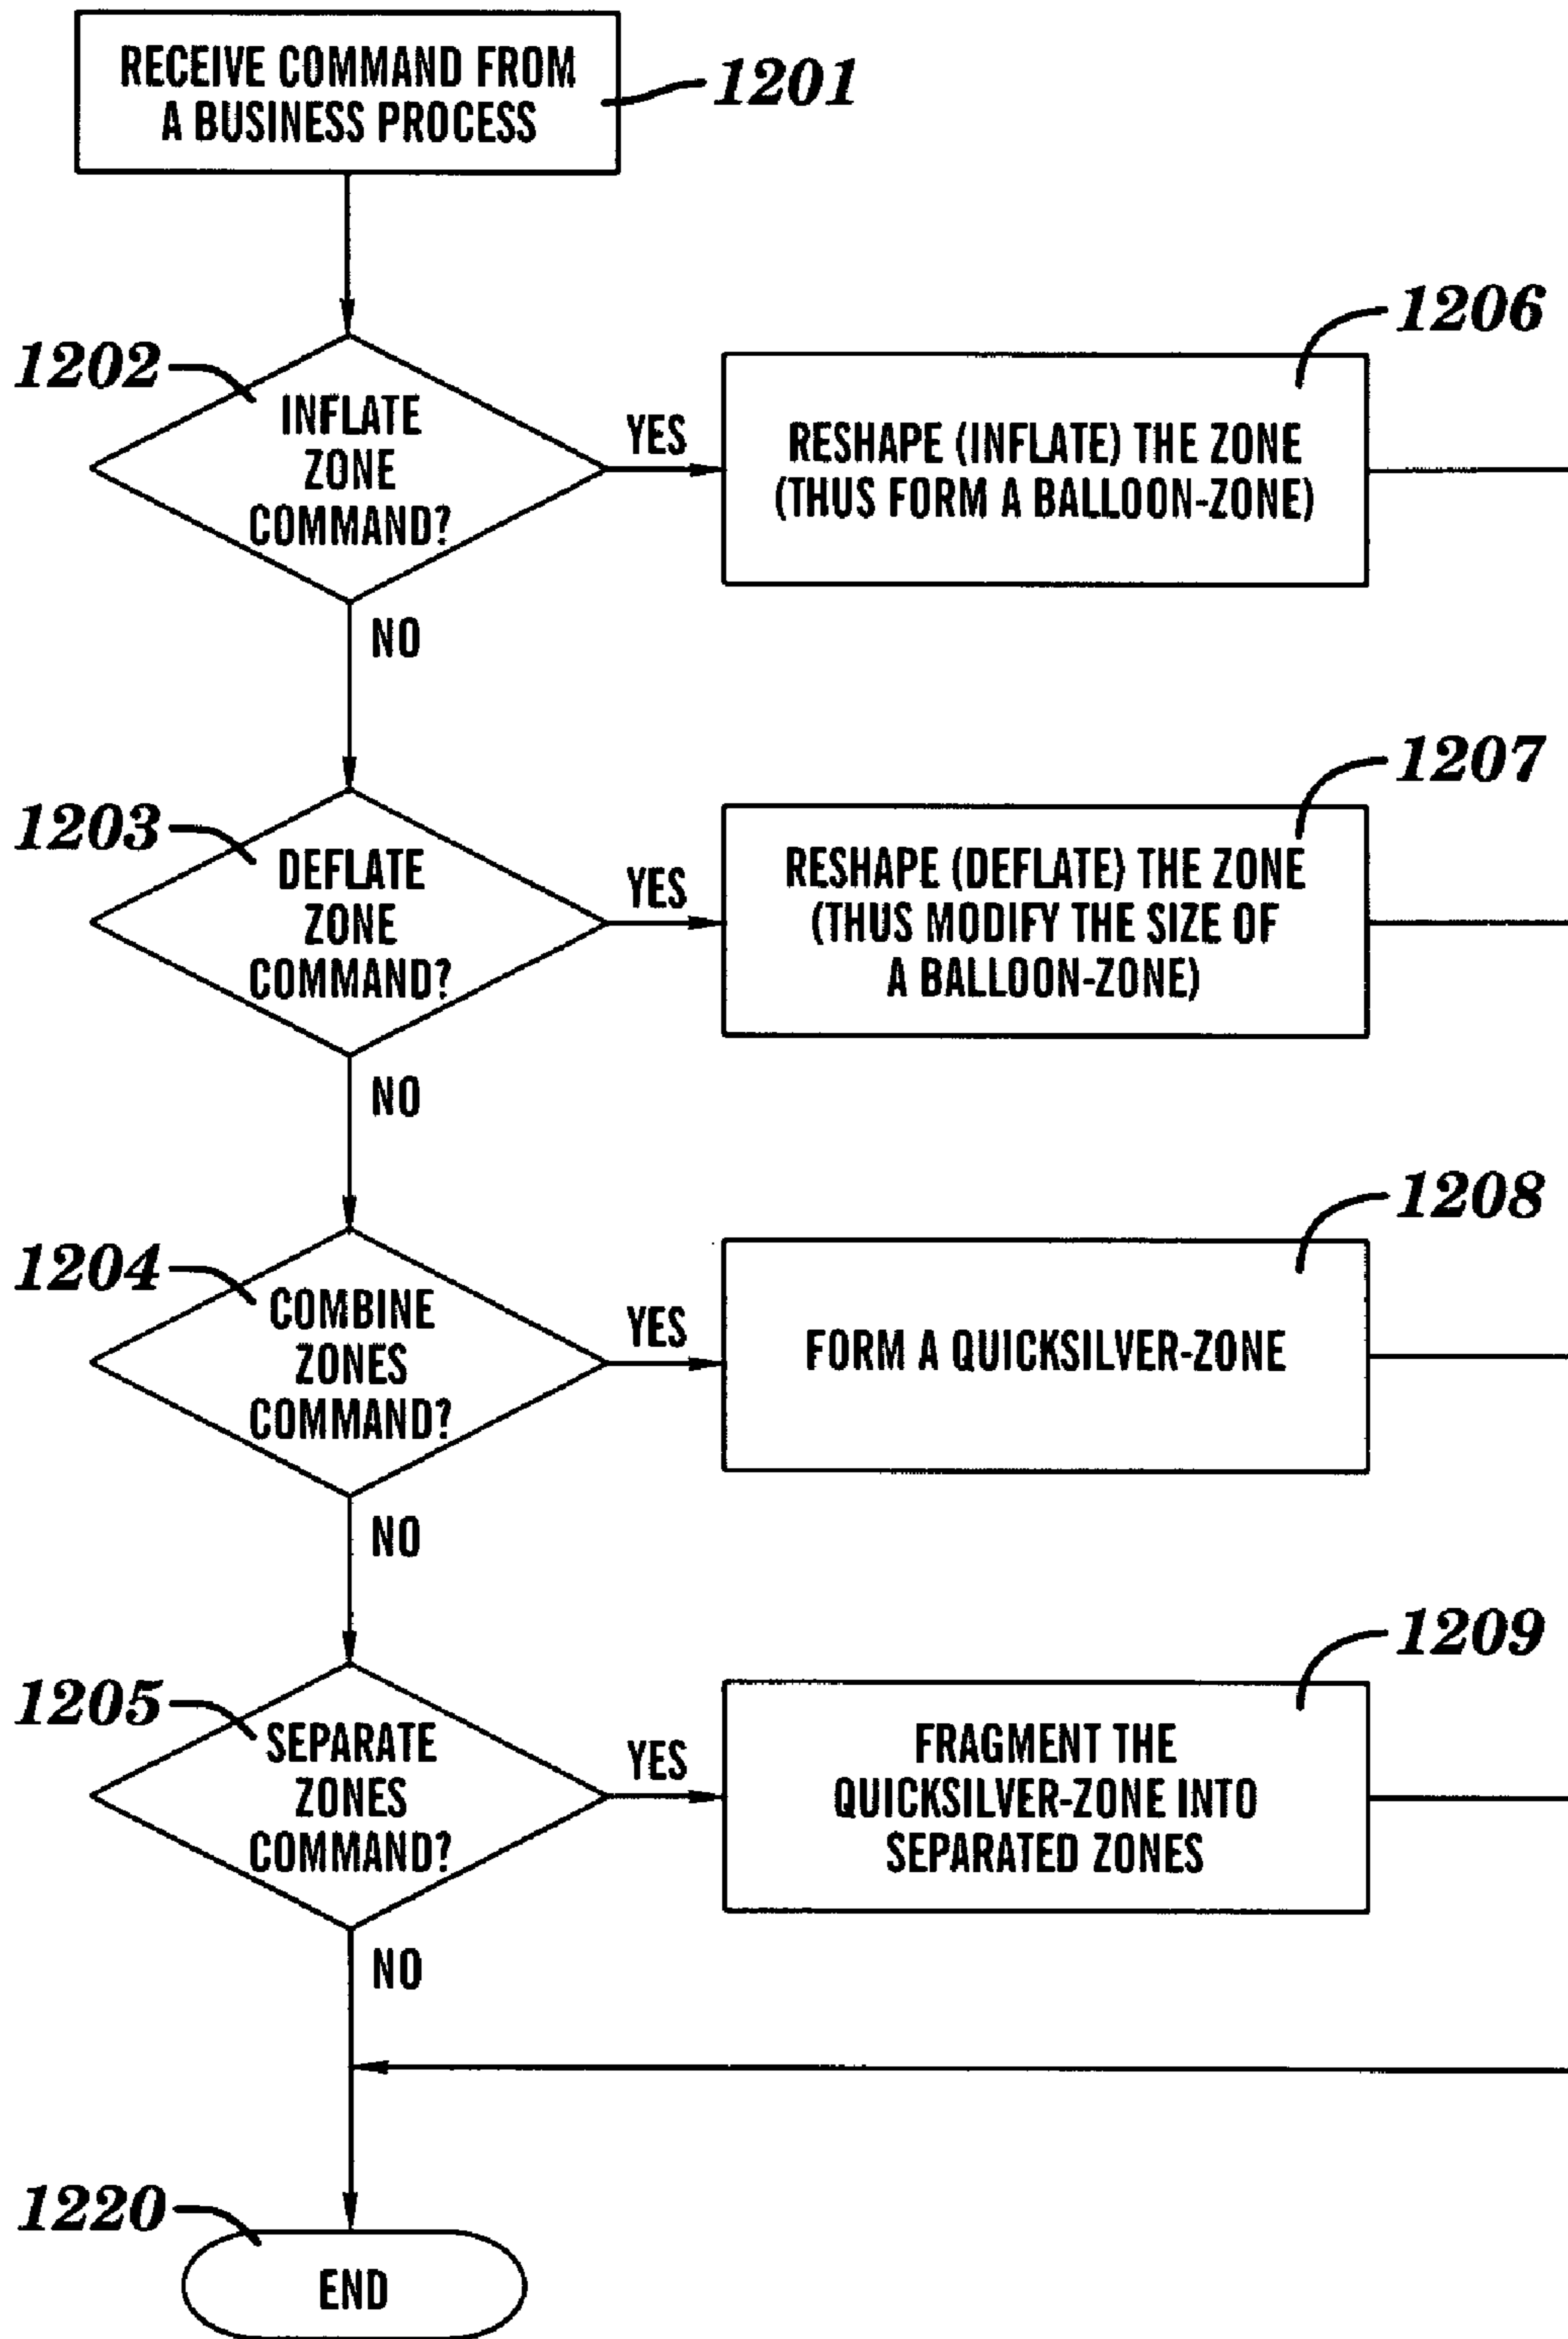 RECEIVE COMMAND FROM
A BUSINESS PROCESS
1201
1202
INFLATE
ZONE
COMMAND?
YES
NO
1206
RESHAPE (INFLATE) THE ZONE
(THUS FORM A BALLOON-ZONE)
1203
DEFLATE
ZONE
COMMAND?
YES
NO
1207
RESHAPE (DEFLATE) THE ZONE
(THUS MODIFY THE SIZE OF
A BALLOON-ZONE)
1204
COMBINE
ZONES
COMMAND?
YES
NO
1208
FORM A QUICKSILVER-ZONE
1205
SEPARATE
ZONES
COMMAND?
YES
NO
1209
FRAGMENT THE
QUICKSILVER-ZONE INTO
SEPARATED ZONES
1220
END